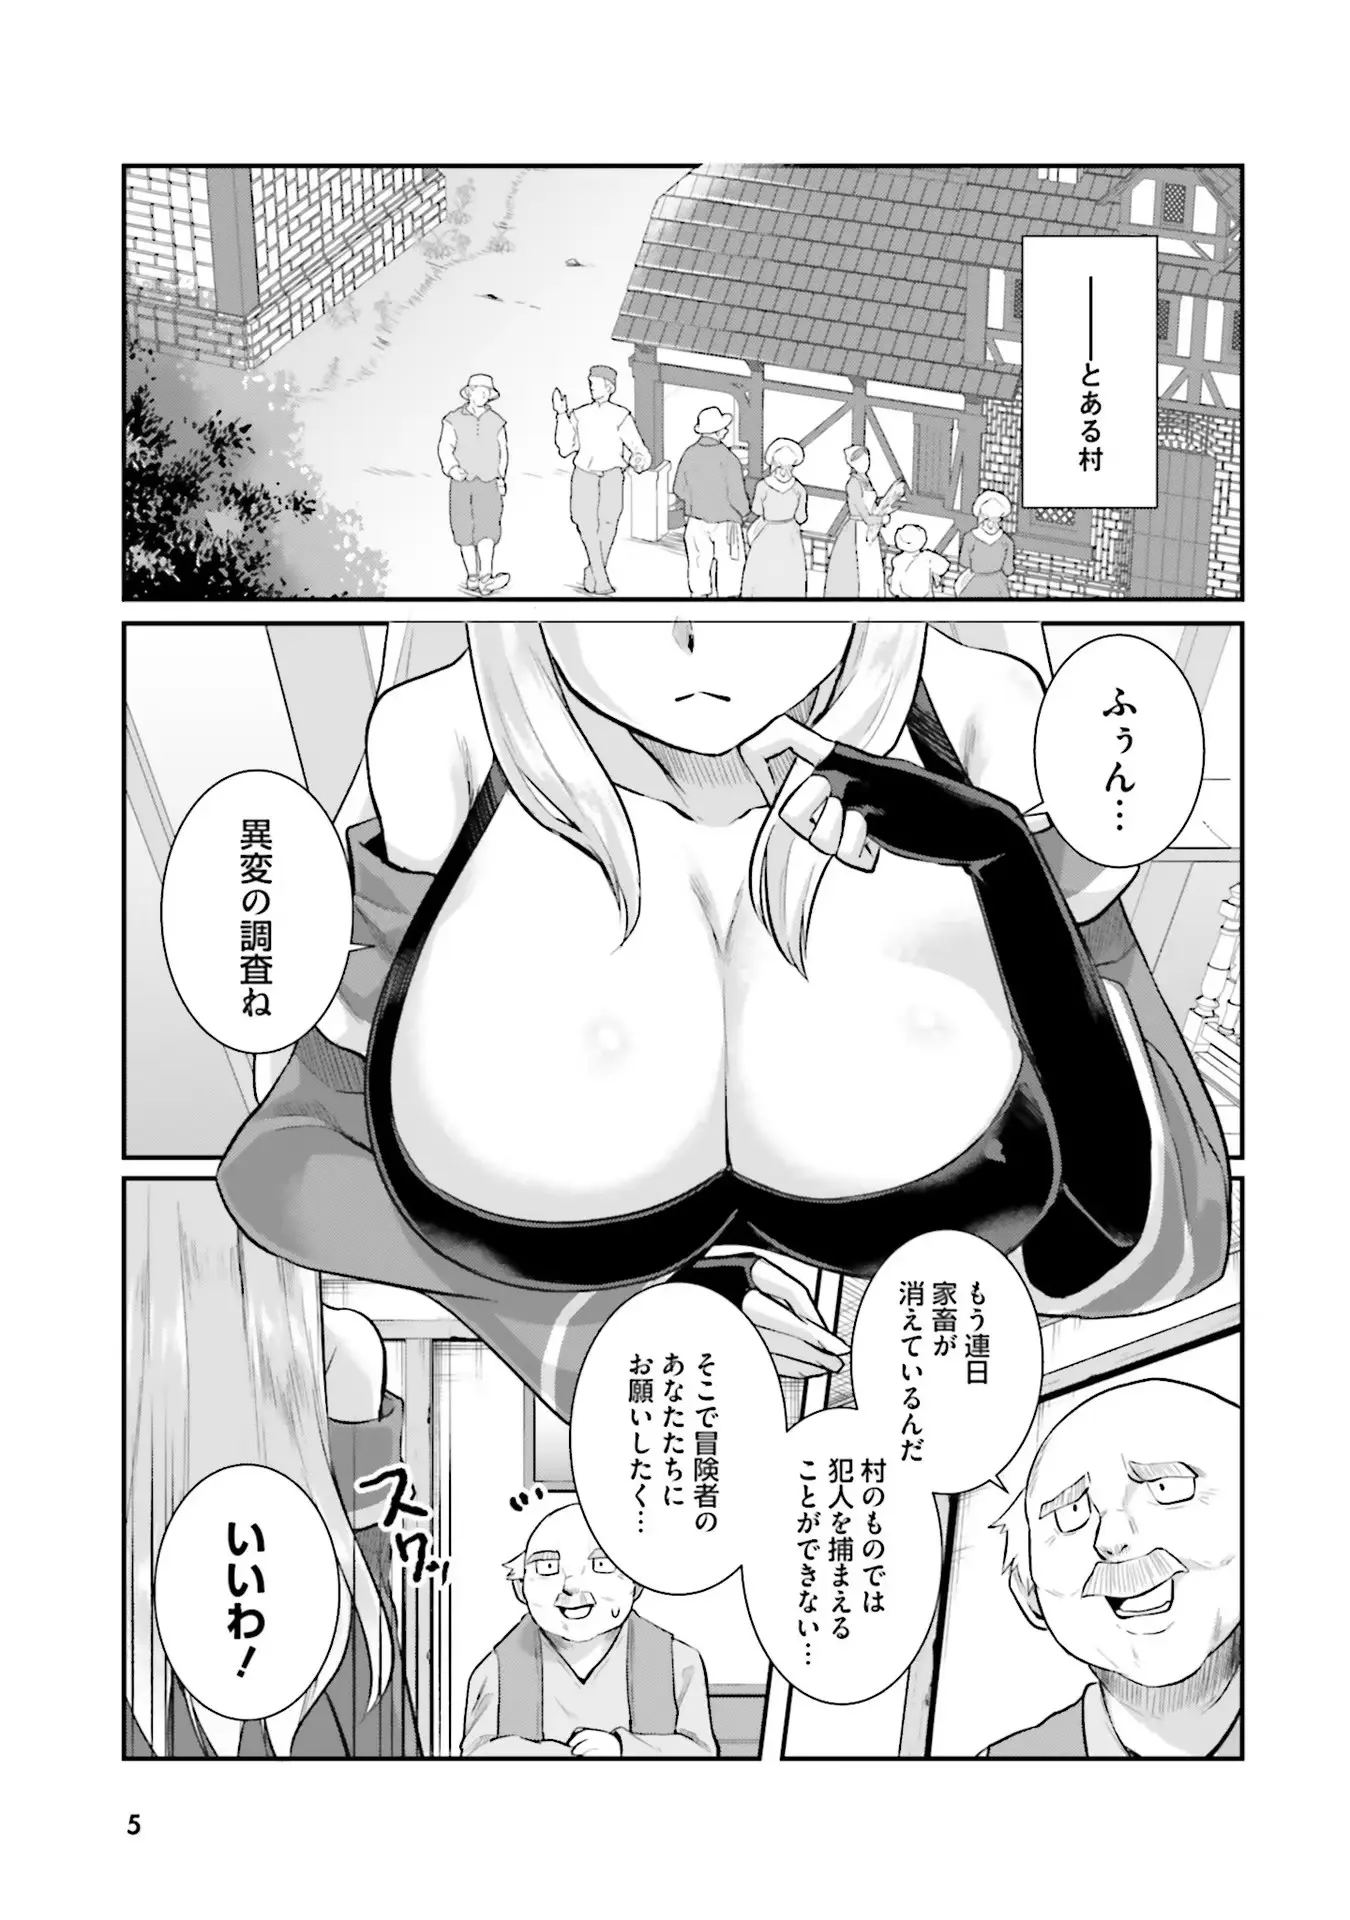 ――とある村
ふぅん…
異変の調査ね
もう連日
家畜が
消えているんだ
村のものでは
犯人を捕まえる
ことができない…
そこで冒険者の
あなたたちに
お願いしたく…
スクッ
いいわ！
5